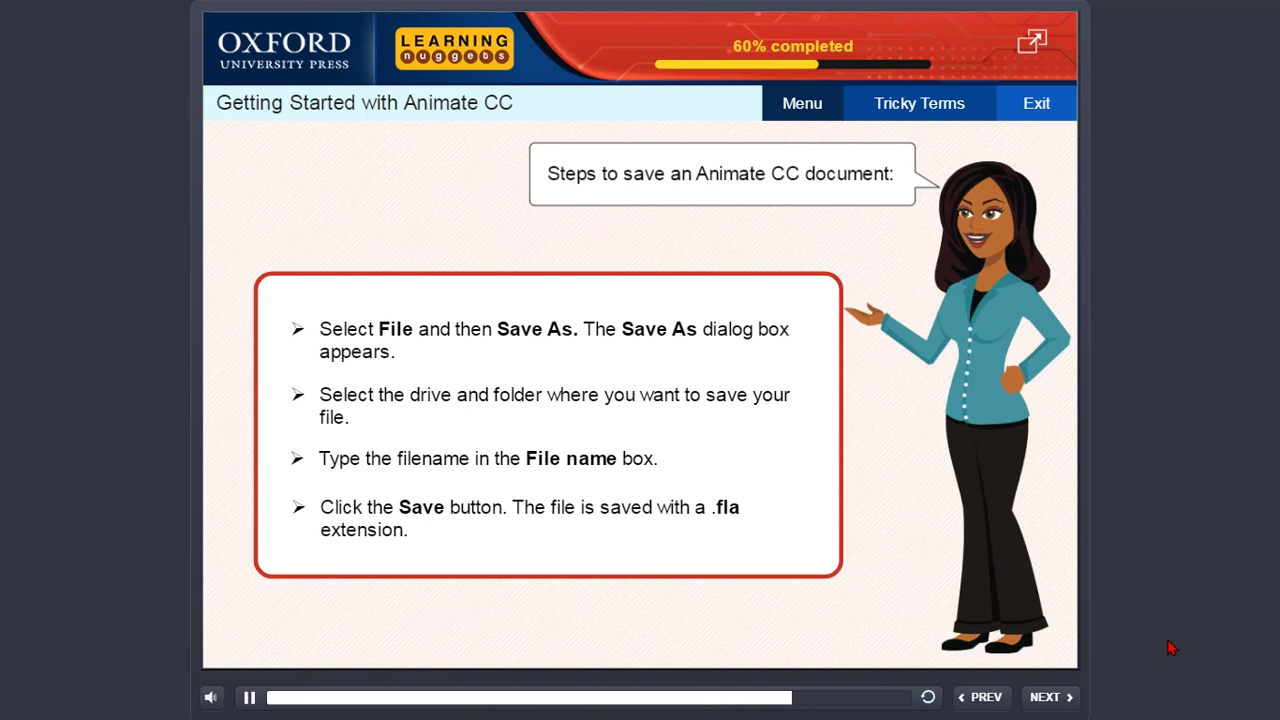 OXFORD
UNIVERSITY PRESS
LEARNING
nuggets
60% completed
Getting Started with Animate CC
Menu
Tricky Terms
Exit
Steps to save an Animate CC document:
➢ Select File and then Save As. The Save As dialog box
appears.
➢ Select the drive and folder where you want to save your
file.
➢ Type the filename in the File name box.
➢ Click the Save button. The file is saved with a .fla
extension.
PREV
NEXT